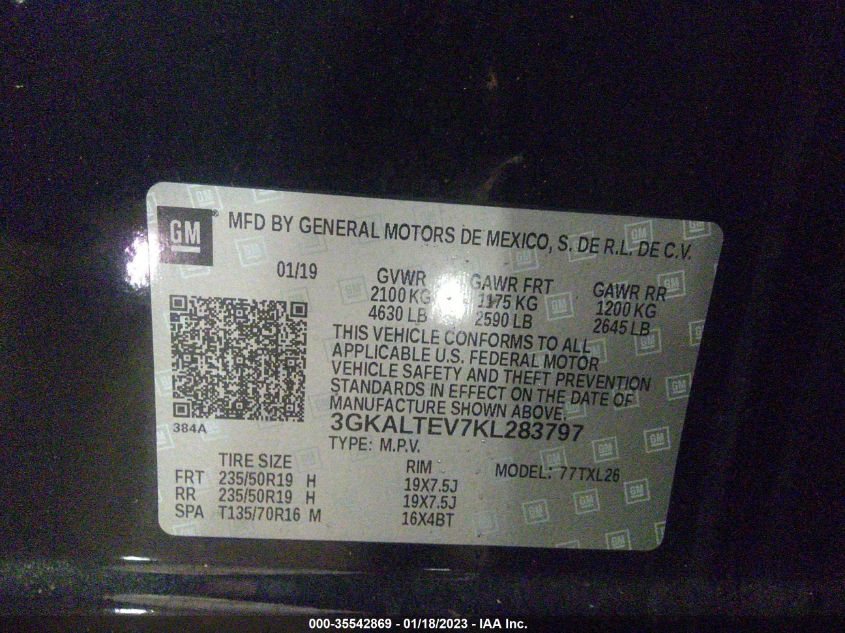 GM ® MFD BY GENERAL MOTORS DE MEXICO, S. DE R.L. DE C.V.
01/19 GVWR GAWR FRT GAWR RR
2100 KG 1175 KG 1200 KG
4630 LB 2590 LB 2645 LB
THIS VEHICLE CONFORMS TO ALL
APPLICABLE U.S. FEDERAL MOTOR
VEHICLE SAFETY AND THEFT PREVENTION
STANDARDS IN EFFECT ON THE DATE OF
MANUFACTURE SHOWN ABOVE.
384A
3GKALTEV7KL283797
TYPE: M.P.V.
MODEL: 77TXL26
TIRE SIZE RIM
FRT 235/50R19 H 19X7.5J
RR 235/50R19 H 19X7.5J
SPA T135/70R16 M 16X4BT
000-35542869 - 01/18/2023 - IAA Inc.